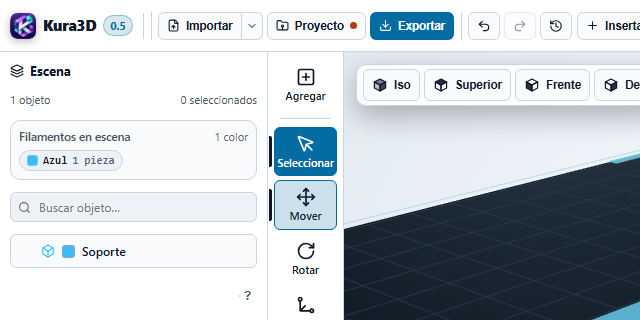 Kura3D 0.5 Importar Proyecto Exportar
Escena
1 objeto 0 seleccionados
Filamentos en escena 1 color
Azul 1 pieza
Buscar objeto...
Soporte
?
Agregar
Seleccionar
Mover
Rotar
Iso Superior Frente